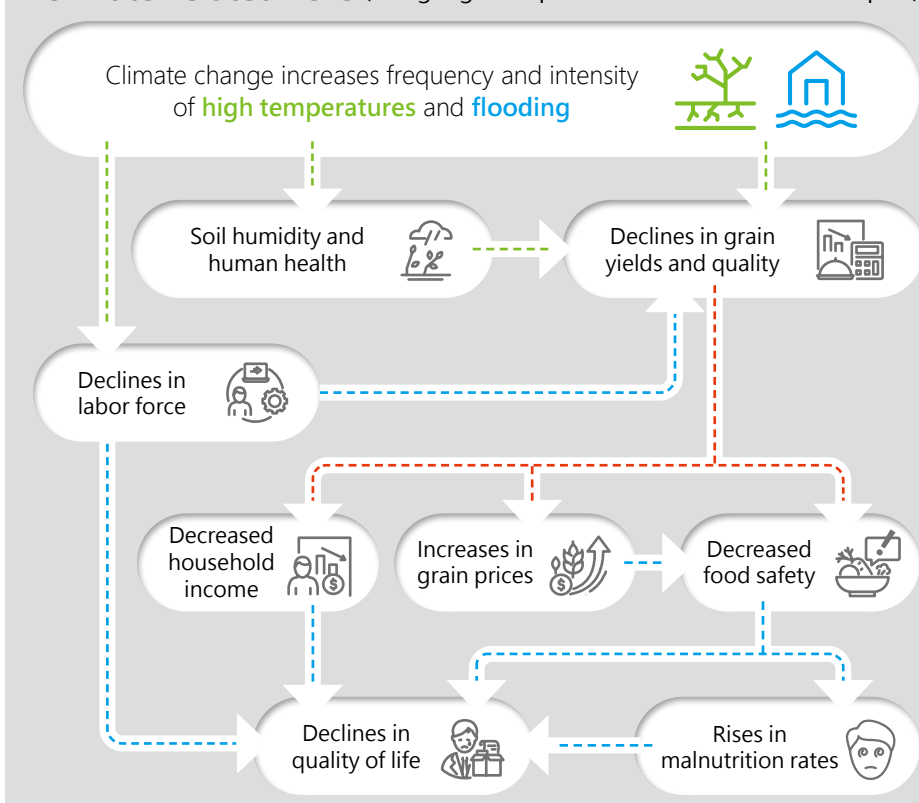 Climate change increases frequency and intensity
of high temperatures and flooding
Soil humidity and
human health
Declines in grain
yields and quality
Declines in
labor force
Decreased
household
income
Increases in
grain prices
Decreased
food safety
Declines in
quality of life
Rises in
malnutrition rates